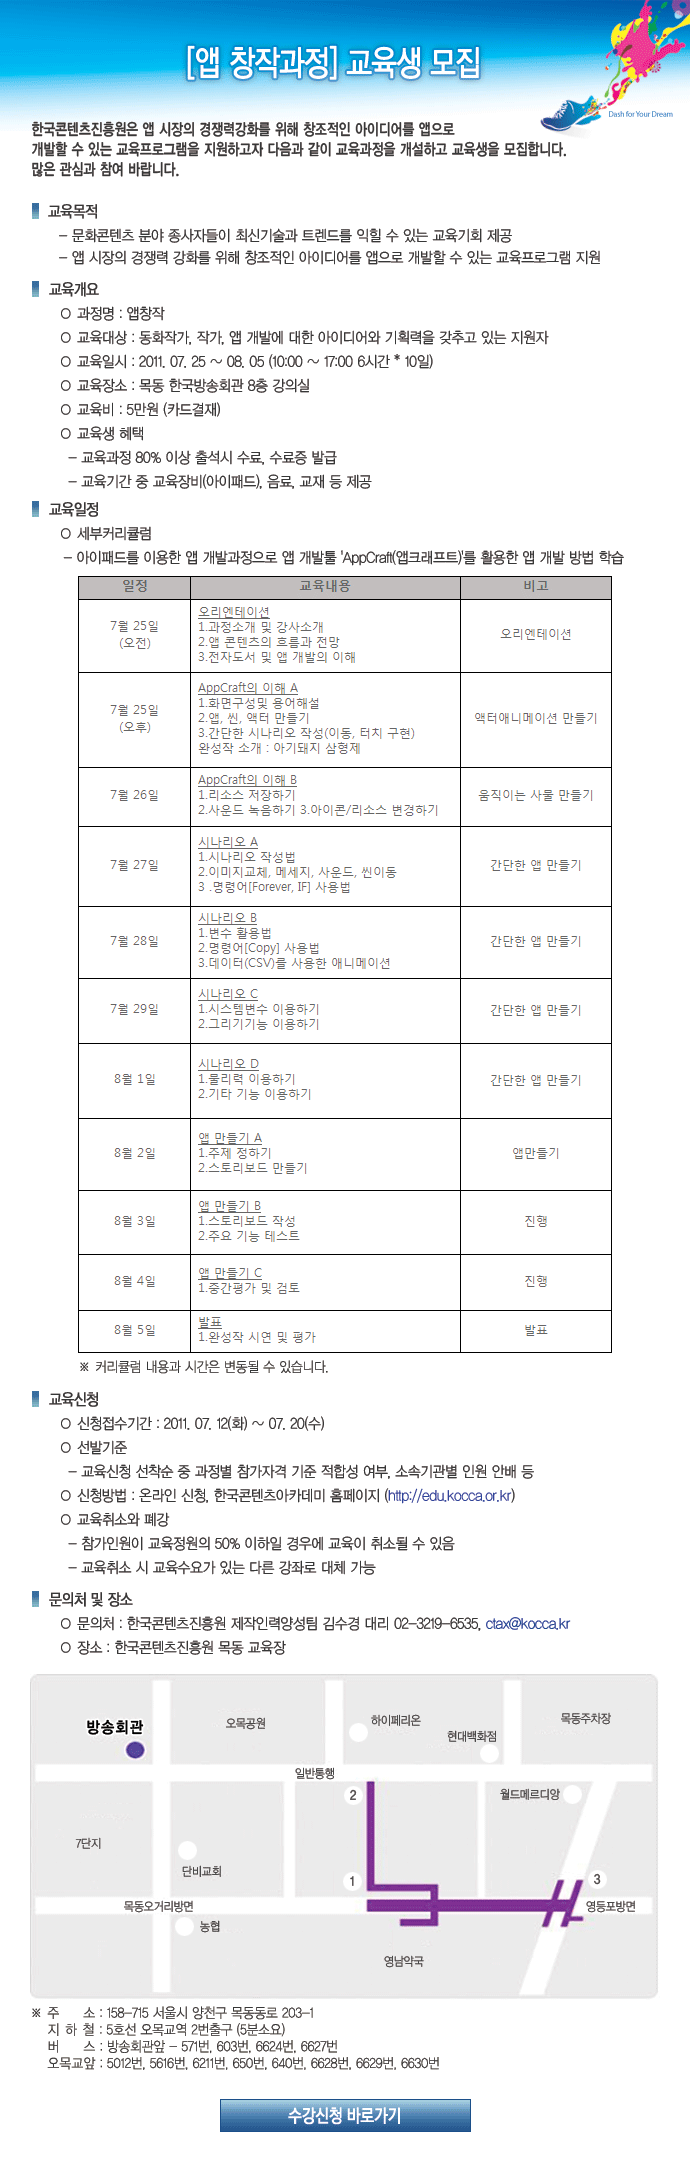 [앱 창작과정] 교육생 모집
Dash for Your Dream
한국콘텐츠진흥원은 앱 시장의 경쟁력강화를 위해 창조적인 아이디어를 앱으로
개발할 수 있는 교육프로그램을 지원하고자 다음과 같이 교육과정을 개설하고 교육생을 모집합니다.
많은 관심과 참여 바랍니다.
교육목적
- 문화콘텐츠 분야 종사자들이 최신기술과 트렌드를 익힐 수 있는 교육기회 제공
- 앱 시장의 경쟁력 강화를 위해 창조적인 아이디어를 앱으로 개발할 수 있는 교육프로그램 지원
교육개요
O 과정명 : 앱창작
O 교육대상 : 동화작가, 작가, 앱 개발에 대한 아이디어와 기획력을 갖추고 있는 지원자
O 교육일시 : 2011. 07. 25 ~ 08. 05 (10:00 ~ 17:00 6시간 * 10일)
O 교육장소 : 목동 한국방송회관 8층 강의실
O 교육비 : 5만원 (카드결재)
O 교육생 혜택
- 교육과정 80% 이상 출석시 수료, 수료증 발급
- 교육기간 중 교육장비(아이패드), 음료, 교재 등 제공
교육일정
O 세부커리큘럼
- 아이패드를 이용한 앱 개발과정으로 앱 개발툴 'AppCraft(앱크래프트)'를 활용한 앱 개발 방법 학습
일정 교육내용 비고
7월 25일
(오전)
오리엔테이션
1.과정소개 및 강사소개
2.앱 콘텐츠의 흐름과 전망
3.전자도서 및 앱 개발의 이해
오리엔테이션
7월 25일
(오후)
AppCraft의 이해 A
1.화면구성및 용어해설
2.앱, 씬, 액터 만들기
3.간단한 시나리오 작성(이동, 터치 구현)
완성작 소개 : 아기돼지 삼형제
액터애니메이션 만들기
7월 26일
AppCraft의 이해 B
1.리소스 저장하기
2.사운드 녹음하기 3.아이콘/리소스 변경하기
움직이는 사물 만들기
7월 27일
시나리오 A
1.시나리오 작성법
2.이미지교체, 메세지, 사운드, 씬이동
3 .명령어[Forever, IF] 사용법
간단한 앱 만들기
7월 28일
시나리오 B
1.변수 활용법
2.명령어[Copy] 사용법
3.데이터(CSV)를 사용한 애니메이션
간단한 앱 만들기
7월 29일
시나리오 C
1.시스템변수 이용하기
2.그리기기능 이용하기
간단한 앱 만들기
8월 1일
시나리오 D
1.물리력 이용하기
2.기타 기능 이용하기
간단한 앱 만들기
8월 2일
앱 만들기 A
1.주제 정하기
2.스토리보드 만들기
앱만들기
8월 3일
앱 만들기 B
1.스토리보드 작성
2.주요 기능 테스트
진행
8월 4일
앱 만들기 C
1.중간평가 및 검토
진행
8월 5일
발표
1.완성작 시연 및 평가
발표
※ 커리큘럼 내용과 시간은 변동될 수 있습니다.
교육신청
O 신청접수기간 : 2011. 07. 12(화) ~ 07. 20(수)
O 선발기준
- 교육신청 선착순 중 과정별 참가자격 기준 적합성 여부, 소속기관별 인원 안배 등
O 신청방법 : 온라인 신청, 한국콘텐츠아카데미 홈페이지 (http://edu.kocca.or.kr)
O 교육취소와 폐강
- 참가인원이 교육정원의 50% 이하일 경우에 교육이 취소될 수 있음
- 교육취소 시 교육수요가 있는 다른 강좌로 대체 가능
문의처 및 장소
O 문의처 : 한국콘텐츠진흥원 제작인력양성팀 김수경 대리 02-3219-6535, ctax@kocca.kr
O 장소 : 한국콘텐츠진흥원 목동 교육장
방송회관
오목공원
하이페리온
현대백화점
목동주차장
일반통행
2
월드메르디앙
7단지
단비교회
1
3
목동오거리방면
영등포방면
농협
영남약국
※ 주 소 : 158-715 서울시 양천구 목동동로 203-1
지 하 철 : 5호선 오목교역 2번출구 (5분소요)
버 스 : 방송회관앞 - 571번, 603번, 6624번, 6627번
오목교앞 : 5012번, 5616번, 6211번, 650번, 640번, 6628번, 6629번, 6630번
수강신청 바로가기